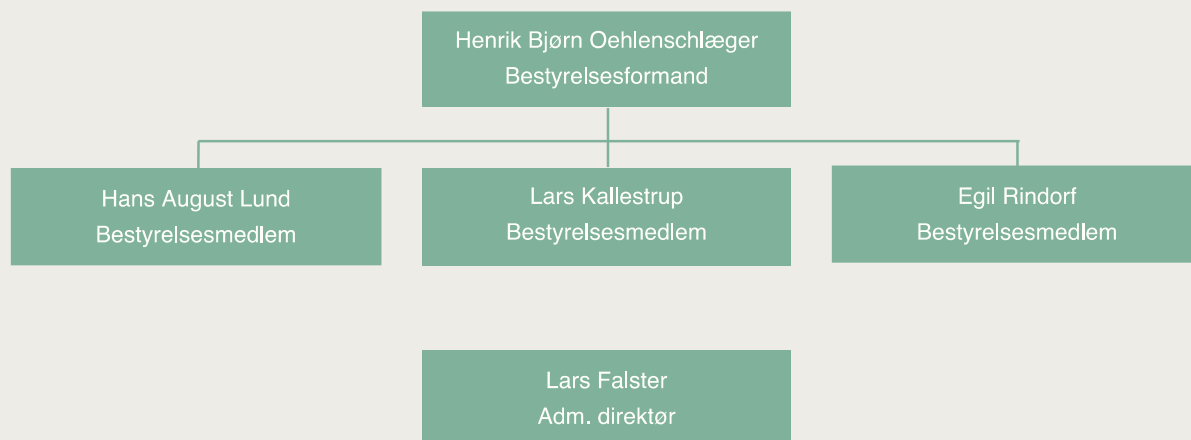 Henrik Bjørn Oehlenschlæger
Bestyrelsesformand
Hans August Lund
Bestyrelsesmedlem
Lars Kallestrup
Bestyrelsesmedlem
Egil Rindorf
Bestyrelsesmedlem
Lars Falster
Adm. direktør